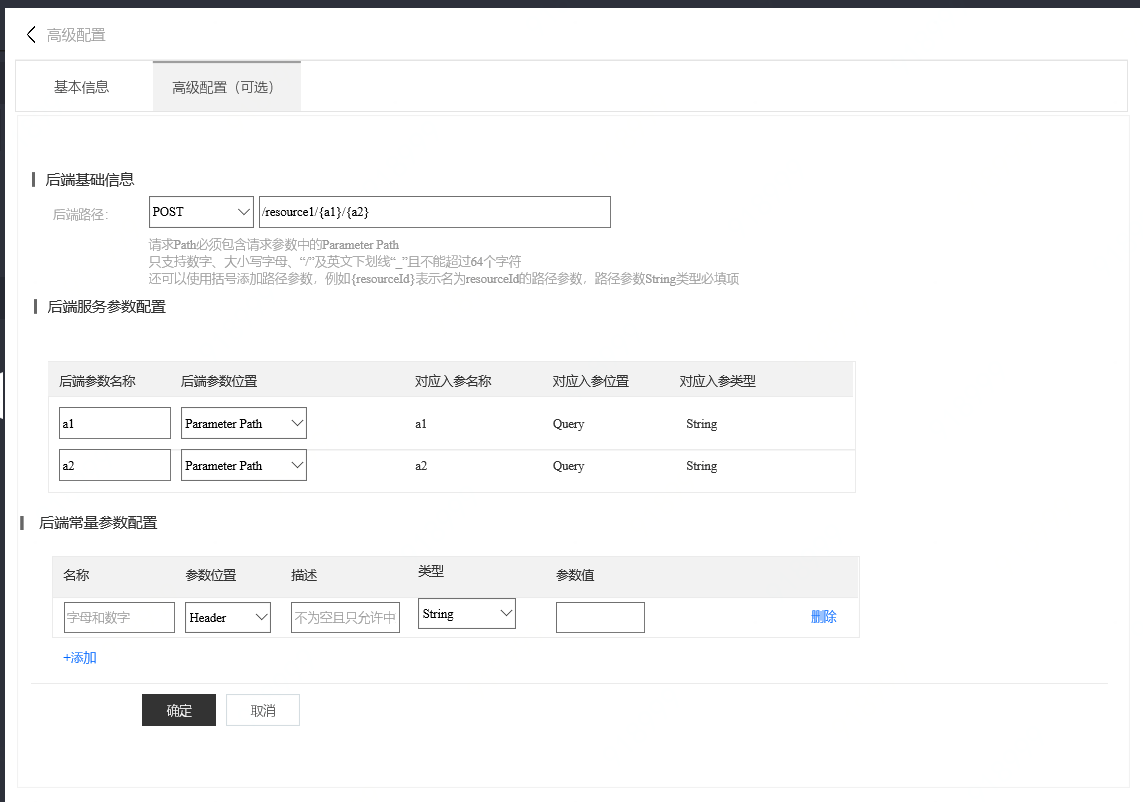 高级配置
基本信息
高级配置（可选）
后端基础信息
后端路径：
POST
/resource1/{a1}/{a2}
请求Path必须包含请求参数中的Parameter Path
只支持数字、大小写字母、“/”及英文下划线“_”且不能超过64个字符
还可以使用括号添加路径参数，例如{resourceId}表示名为resourceId的路径参数，路径参数String类型必填项
后端服务参数配置
后端参数名称 后端参数位置 对应入参名称 对应入参位置 对应入参类型
a1 Parameter Path a1 Query String
a2 Parameter Path a2 Query String
后端常量参数配置
名称 参数位置 描述 类型 参数值
字母和数字 Header 不为空且只允许中 String 删除
+添加
确定 取消